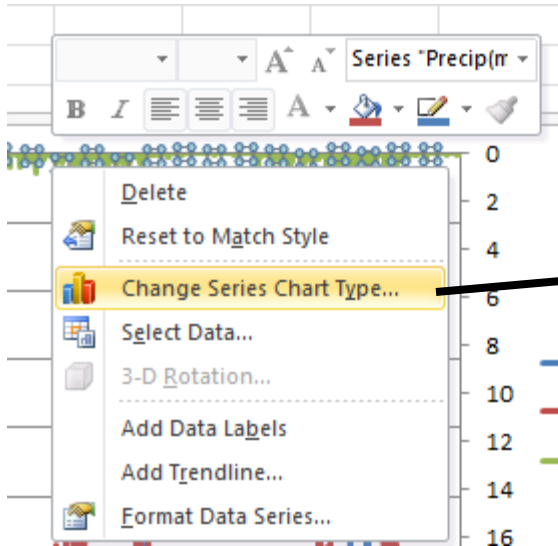 A A Series "Precip(m
B I A
Delete
Reset to Match Style
Change Series Chart Type...
Select Data...
3-D Rotation...
Add Data Labels
Add Trendline...
Format Data Series...
0
2
4
6
8
10
12
14
16